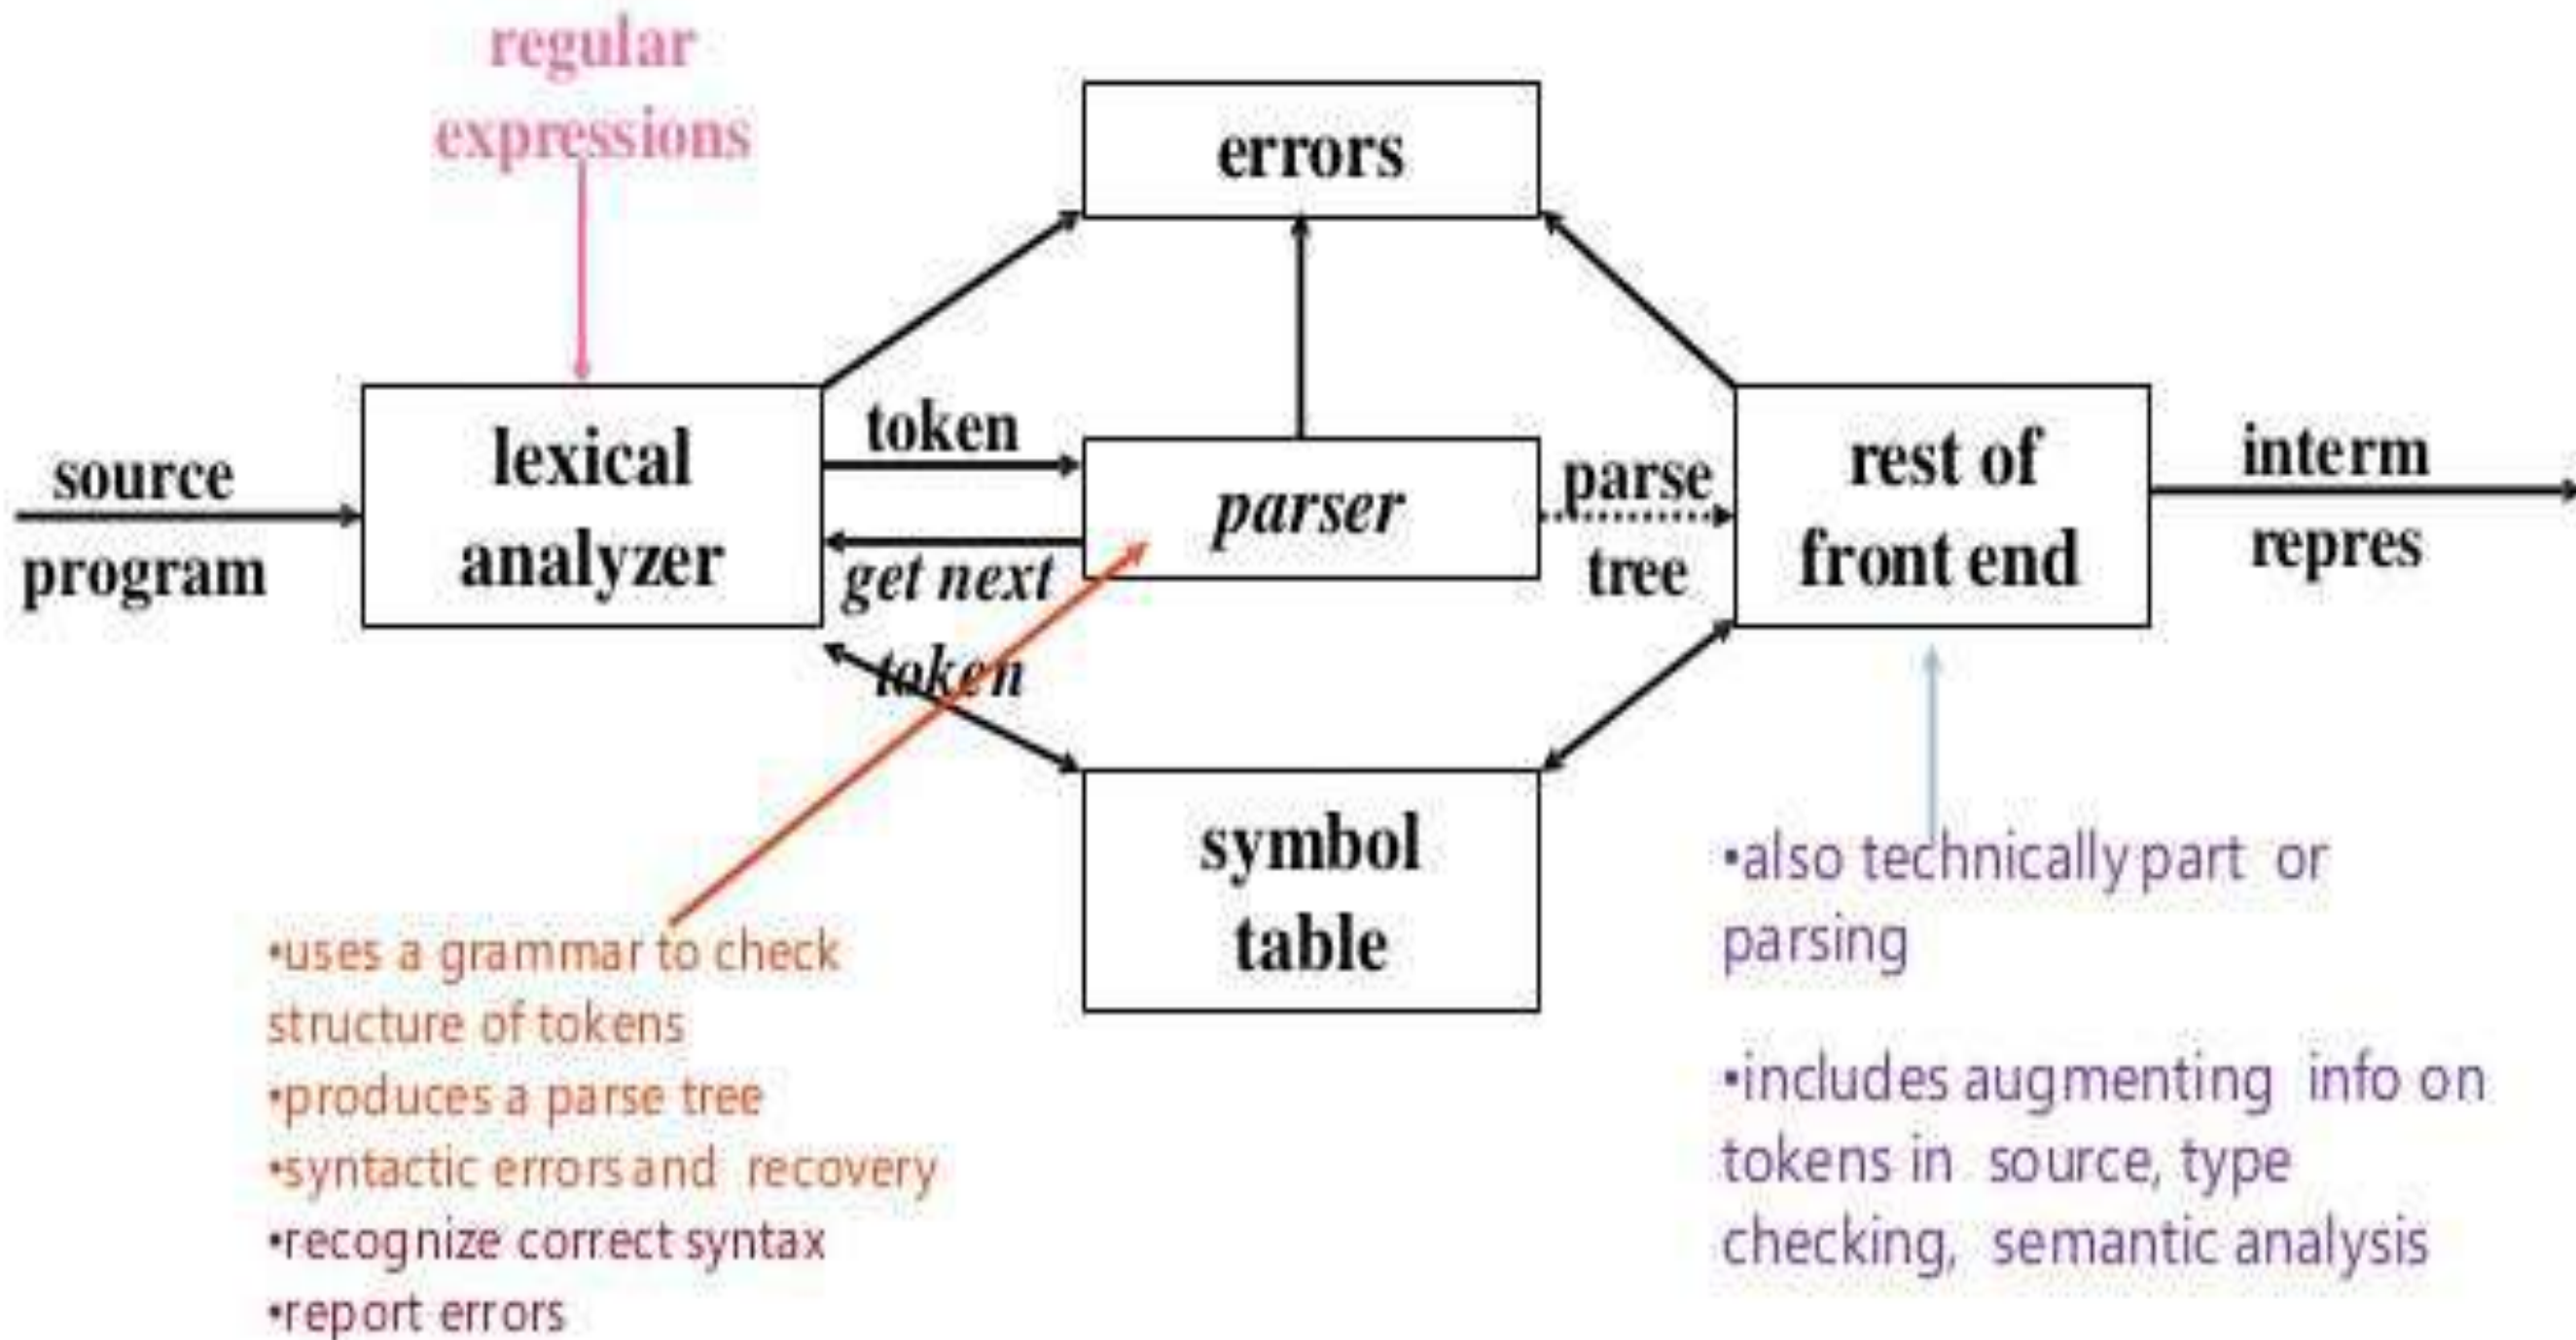 regular
expressions
errors
source
program
lexical
analyzer
token
get next
token
parser
parse
tree
rest of
front end
interm
repres
symbol
table
•uses a grammar to check
structure of tokens
•produces a parse tree
•syntactic errors and recovery
•recognize correct syntax
•report errors
•also technically part or
parsing
•includes augmenting info on
tokens in source, type
checking, semantic analysis